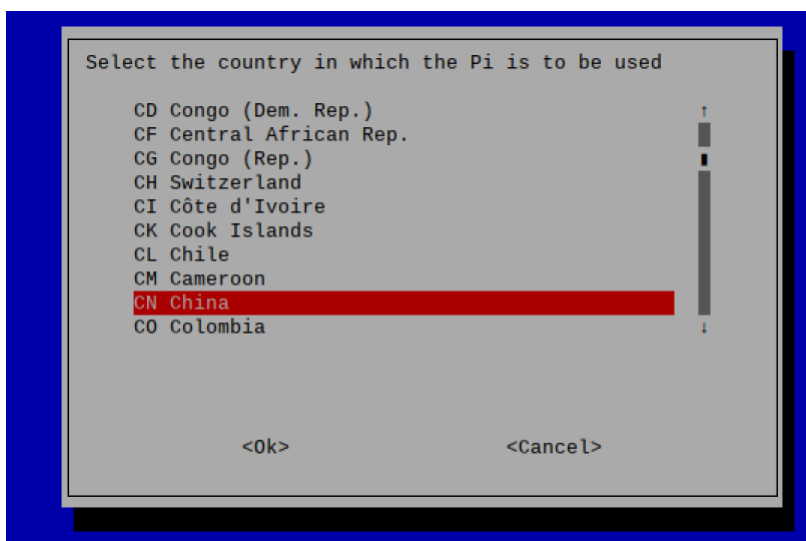 Select the country in which the Pi is to be used
CD Congo (Dem. Rep.)
CF Central African Rep.
CG Congo (Rep.)
CH Switzerland
CI Côte d'Ivoire
CK Cook Islands
CL Chile
CM Cameroon
CN China
CO Colombia
<Ok> <Cancel>